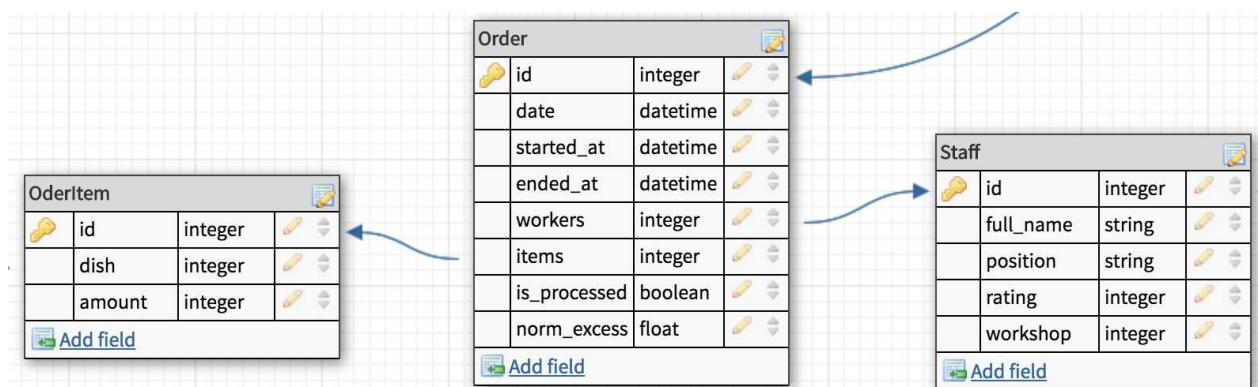 Order
id integer
date datetime
started_at datetime
ended_at datetime
workers integer
items integer
is_processed boolean
norm_excess float
Add field
OderItem
id integer
dish integer
amount integer
Add field
Staff
id integer
full_name string
position string
rating integer
workshop integer
Add field